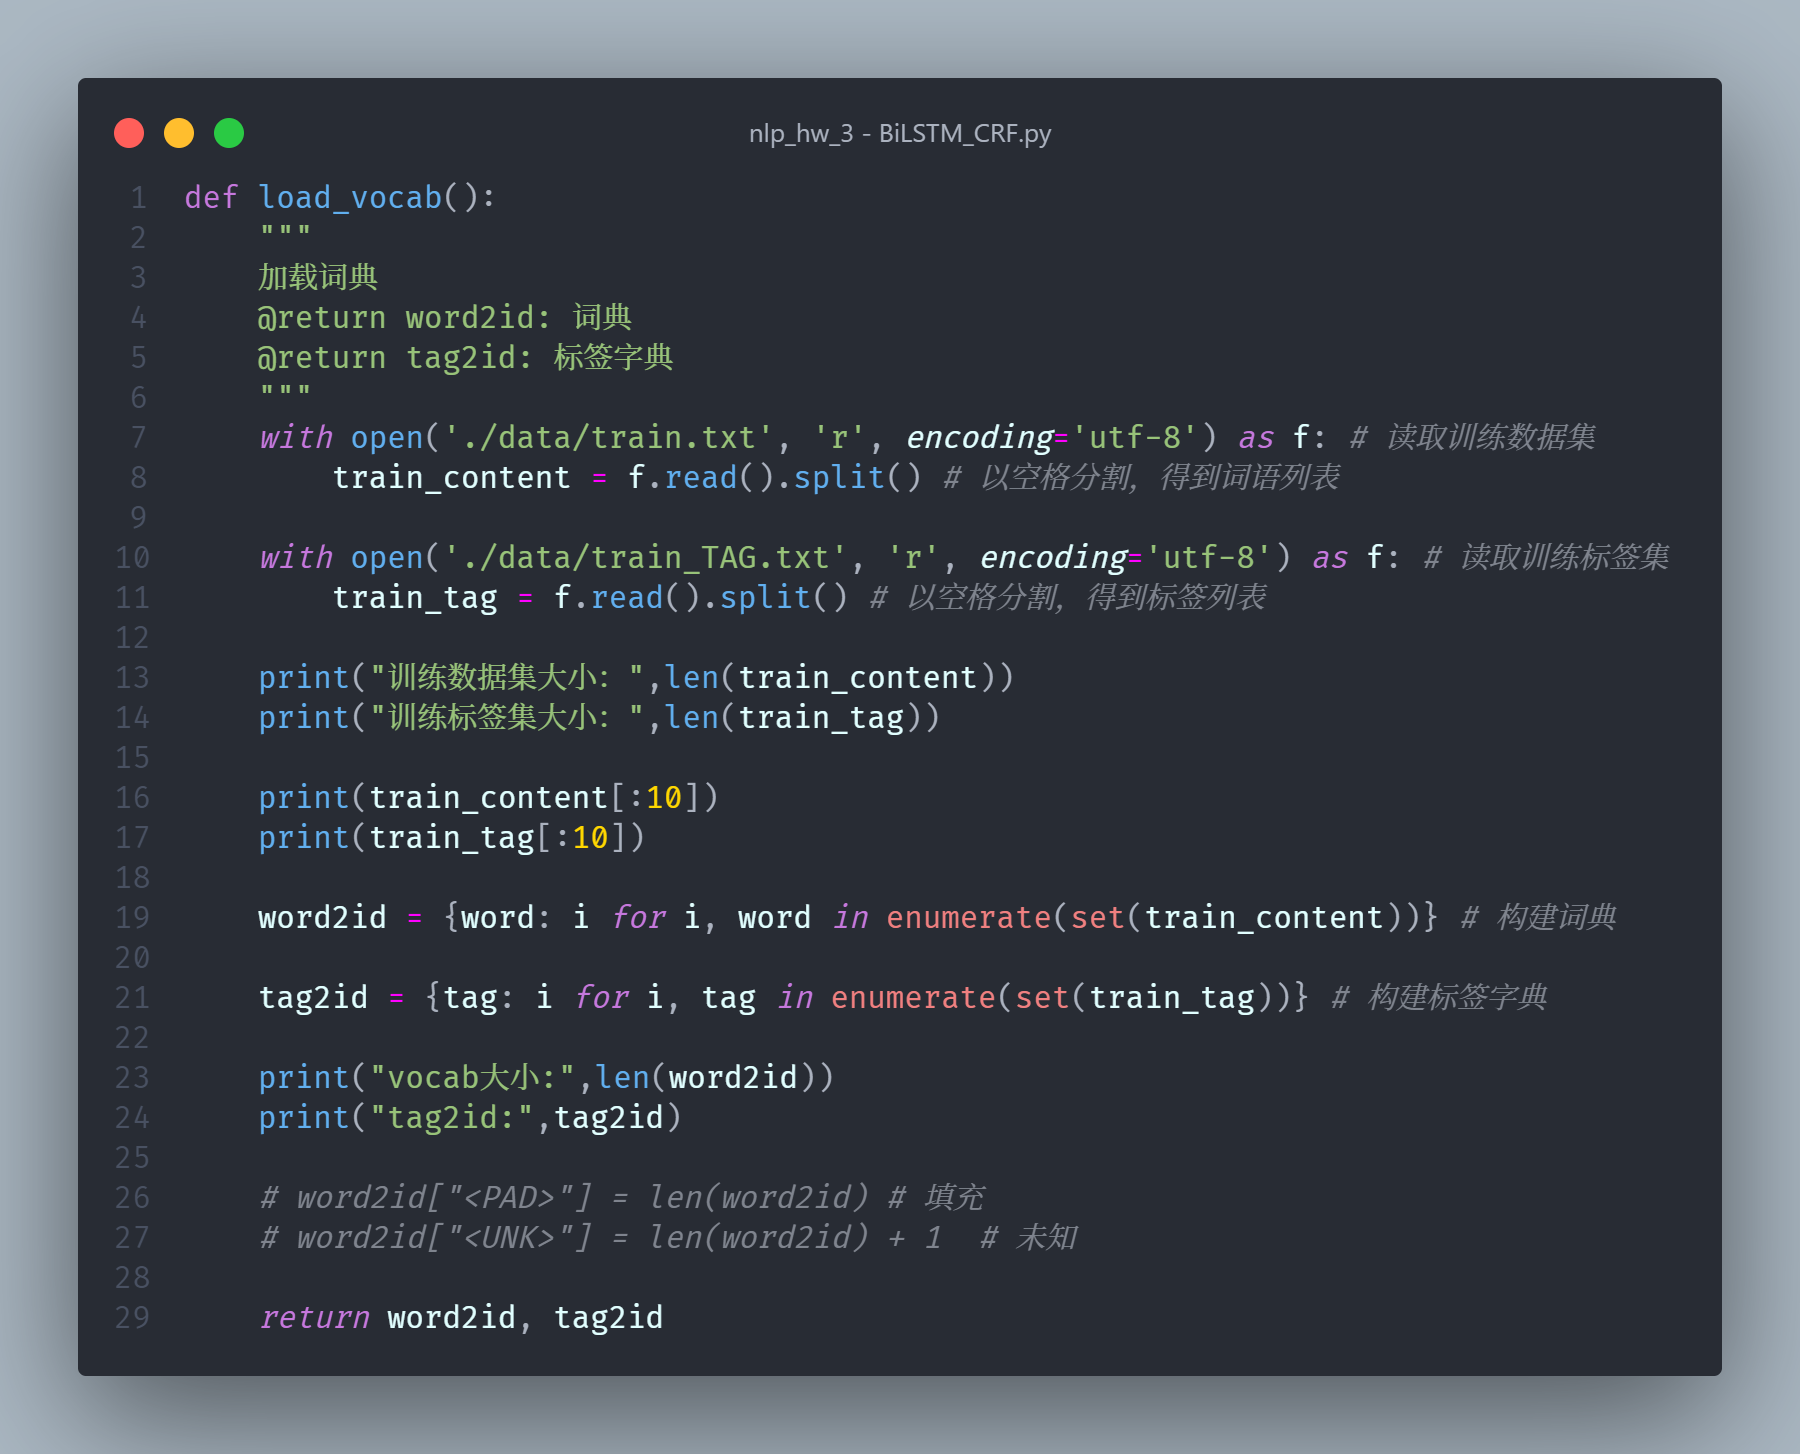 nlp_hw_3 - BiLSTM_CRF.py
1 def load_vocab():
2     """
3     加载词典
4     @return word2id: 词典
5     @return tag2id: 标签字典
6     """
7     with open('./data/train.txt', 'r', encoding='utf-8') as f: # 读取训练数据集
8         train_content = f.read().split() # 以空格分割，得到词语列表
9
10     with open('./data/train_TAG.txt', 'r', encoding='utf-8') as f: # 读取训练标签集
11         train_tag = f.read().split() # 以空格分割，得到标签列表
12
13     print("训练数据集大小：",len(train_content))
14     print("训练标签集大小：",len(train_tag))
15
16     print(train_content[:10])
17     print(train_tag[:10])
18
19     word2id = {word: i for i, word in enumerate(set(train_content))} # 构建词典
20
21     tag2id = {tag: i for i, tag in enumerate(set(train_tag))} # 构建标签字典
22
23     print("vocab大小:",len(word2id))
24     print("tag2id:",tag2id)
25
26     # word2id["<PAD>"] = len(word2id) # 填充
27     # word2id["<UNK>"] = len(word2id) + 1  # 未知
28
29     return word2id, tag2id